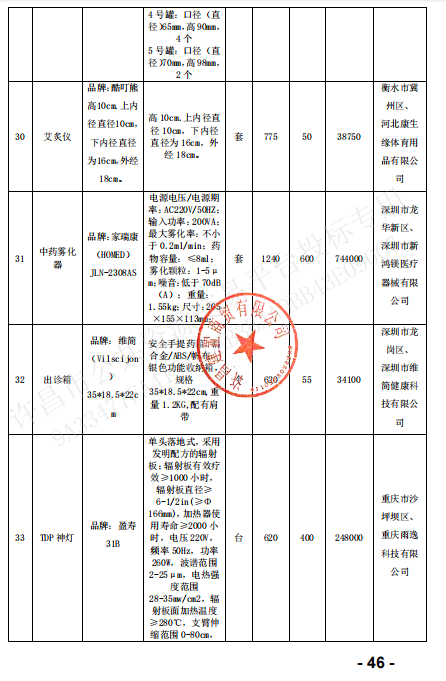 4号罐：口径（直
径)65mm,高90mm,
4个
5号罐：口径（直
径)70mm,高98mm,
2个
30
艾炙仪
品牌：酷叮熊
高10cm.上内
径直径10cm,
下内径直径
为16cm,外经
18cm。
高10cm.上内径直
径10cm，下内径
直径为16cm，外
经18cm。
套
775
50
38750
衡水市冀
州区、
河北康生
缘体育用
品有限公
司
31
中药雾化
器
品牌：家瑞康
（HOMED）
JLN-2308AS
电源电压/电源期
率：AC220V/50HZ；
输入功率：200VA；
最大雾化率：不小
于0.2ml/min；药
物容量：≤8ml；
雾化颗粒：1-5μ
m；噪音：低于70dB
（A）；重量：
1.55kg；尺寸：205
×155×113mm；
套
1240
600
744000
深圳市龙
华新区、
深圳市新
鸿镁医疗
器械有限
公司
32
出诊箱
品牌：维简
（Vilscijon
）
35*18.5*22c
m
安全手提药箱-铝
合金/ABS/帆布-
银色功能收纳箱，
规格
35*18.5*22cm,重
量1.2KG,配有肩
带
620
55
34100
深圳市龙
岗区、
深圳市维
简健康科
技有限公
司
33
TDP神灯
品牌：盈寿
31B
单头落地式，采用
发明配方的辐射
板；辐射板有效疗
效≥1000小时，
辐射板直径≥
6-1/2in(≥Φ
166mm)，加热器使
用寿命≥2000小
时，电压220V，
频率50Hz，功率
260W，波谱范围
2-25μm，电热强
度范围
28-35mw/cm2，辐
射板面加热温度
≥280℃，支臂伸
缩范围0-80cm，
台
620
400
248000
重庆市沙
坪坝区、
重庆雨逸
科技有限
公司
- 46 -